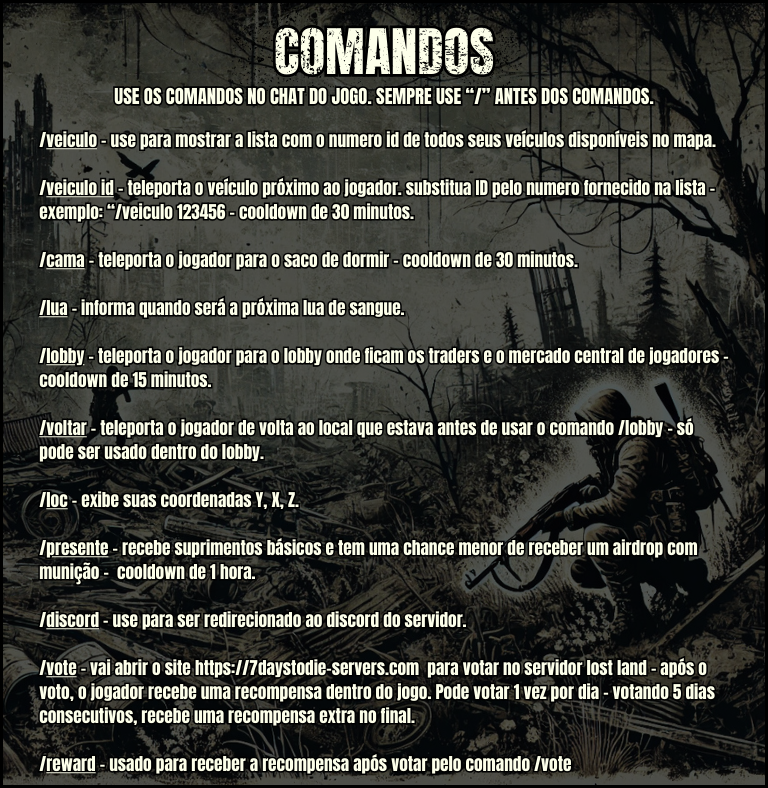 COMANDOS
USE OS COMANDOS NO CHAT DO JOGO. SEMPRE USE “/” ANTES DOS COMANDOS.
/veiculo - use para mostrar a lista com o numero id de todos seus veículos disponíveis no mapa.
/veiculo id - teleporta o veículo próximo ao jogador. substitua ID pelo numero fornecido na lista -
exemplo: “/veiculo 123456 - cooldown de 30 minutos.
/cama - teleporta o jogador para o saco de dormir - cooldown de 30 minutos.
/lua - informa quando será a próxima lua de sangue.
/lobby - teleporta o jogador para o lobby onde ficam os traders e o mercado central de jogadores -
cooldown de 15 minutos.
/voltar - teleporta o jogador de volta ao local que estava antes de usar o comando /lobby - só
pode ser usado dentro do lobby.
/loc - exibe suas coordenadas Y, X, Z.
/presente - recebe suprimentos básicos e tem uma chance menor de receber um airdrop com
munição -  cooldown de 1 hora.
/discord - use para ser redirecionado ao discord do servidor.
/vote - vai abrir o site https://7daystodie-servers.com  para votar no servidor lost land - após o
voto, o jogador recebe uma recompensa dentro do jogo. Pode votar 1 vez por dia - votando 5 dias
consecutivos, recebe uma recompensa extra no final.
/reward - usado para receber a recompensa após votar pelo comando /vote